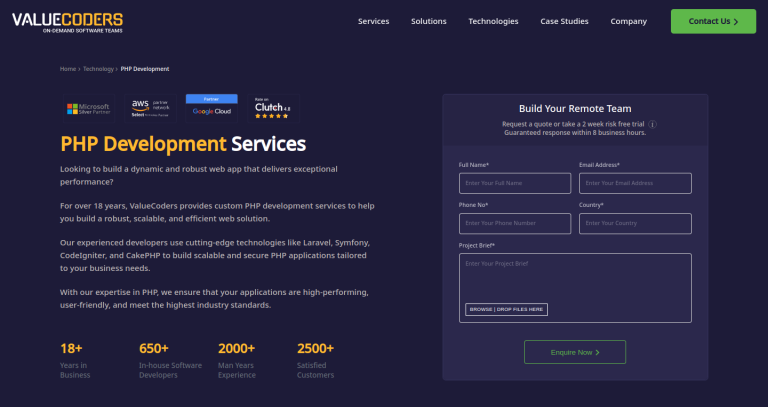 VALUECODERS
ON-DEMAND SOFTWARE TEAMS
Services
Solutions
Technologies
Case Studies
Company
Contact Us
Home › Technology › PHP Development
Microsoft
Silver Partner
aws partner network
Select
Partner
Google Cloud
Clutch 4.8
PHP Development Services
Looking to build a dynamic and robust web app that delivers exceptional
performance?
For over 18 years, ValueCoders provides custom PHP development services to help
you build a robust, scalable, and efficient web solution.
Our experienced developers use cutting-edge technologies like Laravel, Symfony,
CodeIgniter, and CakePHP to build scalable and secure PHP applications tailored
to your business needs.
With our expertise in PHP, we ensure that your applications are high-performing,
user-friendly, and meet the highest industry standards.
18+
Years in
Business
650+
In-house Software
Developers
2000+
Man Years
Experience
2500+
Satisfied
Customers
Build Your Remote Team
Request a quote or take a 2 week risk free trial
Guaranteed response within 8 business hours.
Full Name*
Email Address*
Enter Your Full Name
Enter Your Email Address
Phone No*
Country*
Enter Your Phone Number
Enter Your Country
Project Brief*
Enter Your Project Brief
BROWSE | DROP FILES HERE
Enquire Now